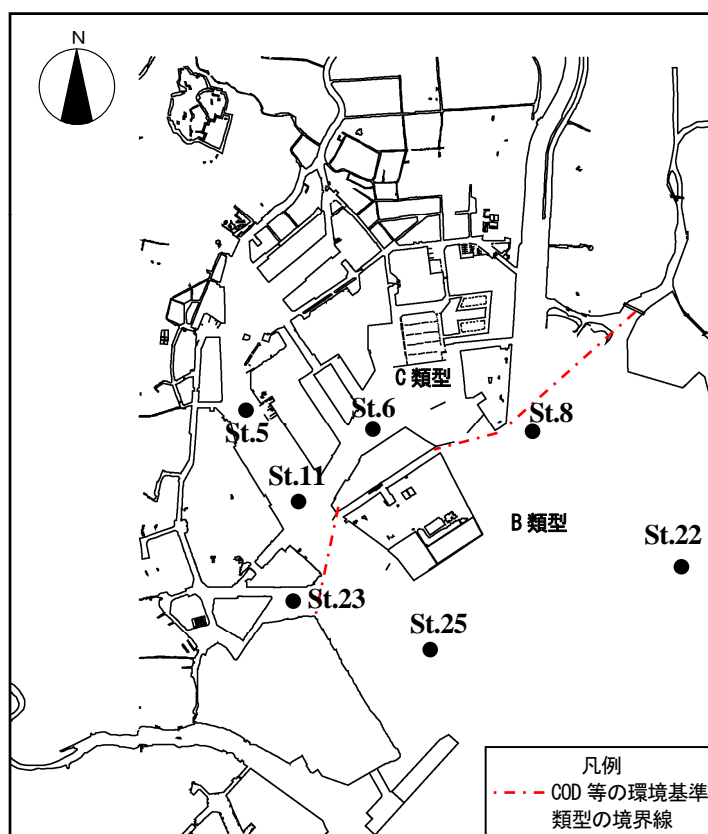 N
C 類型
St.6
St.5
St.8
St.11
B 類型
St.22
St.23
St.25
凡例
COD 等の環境基準
類型の境界線